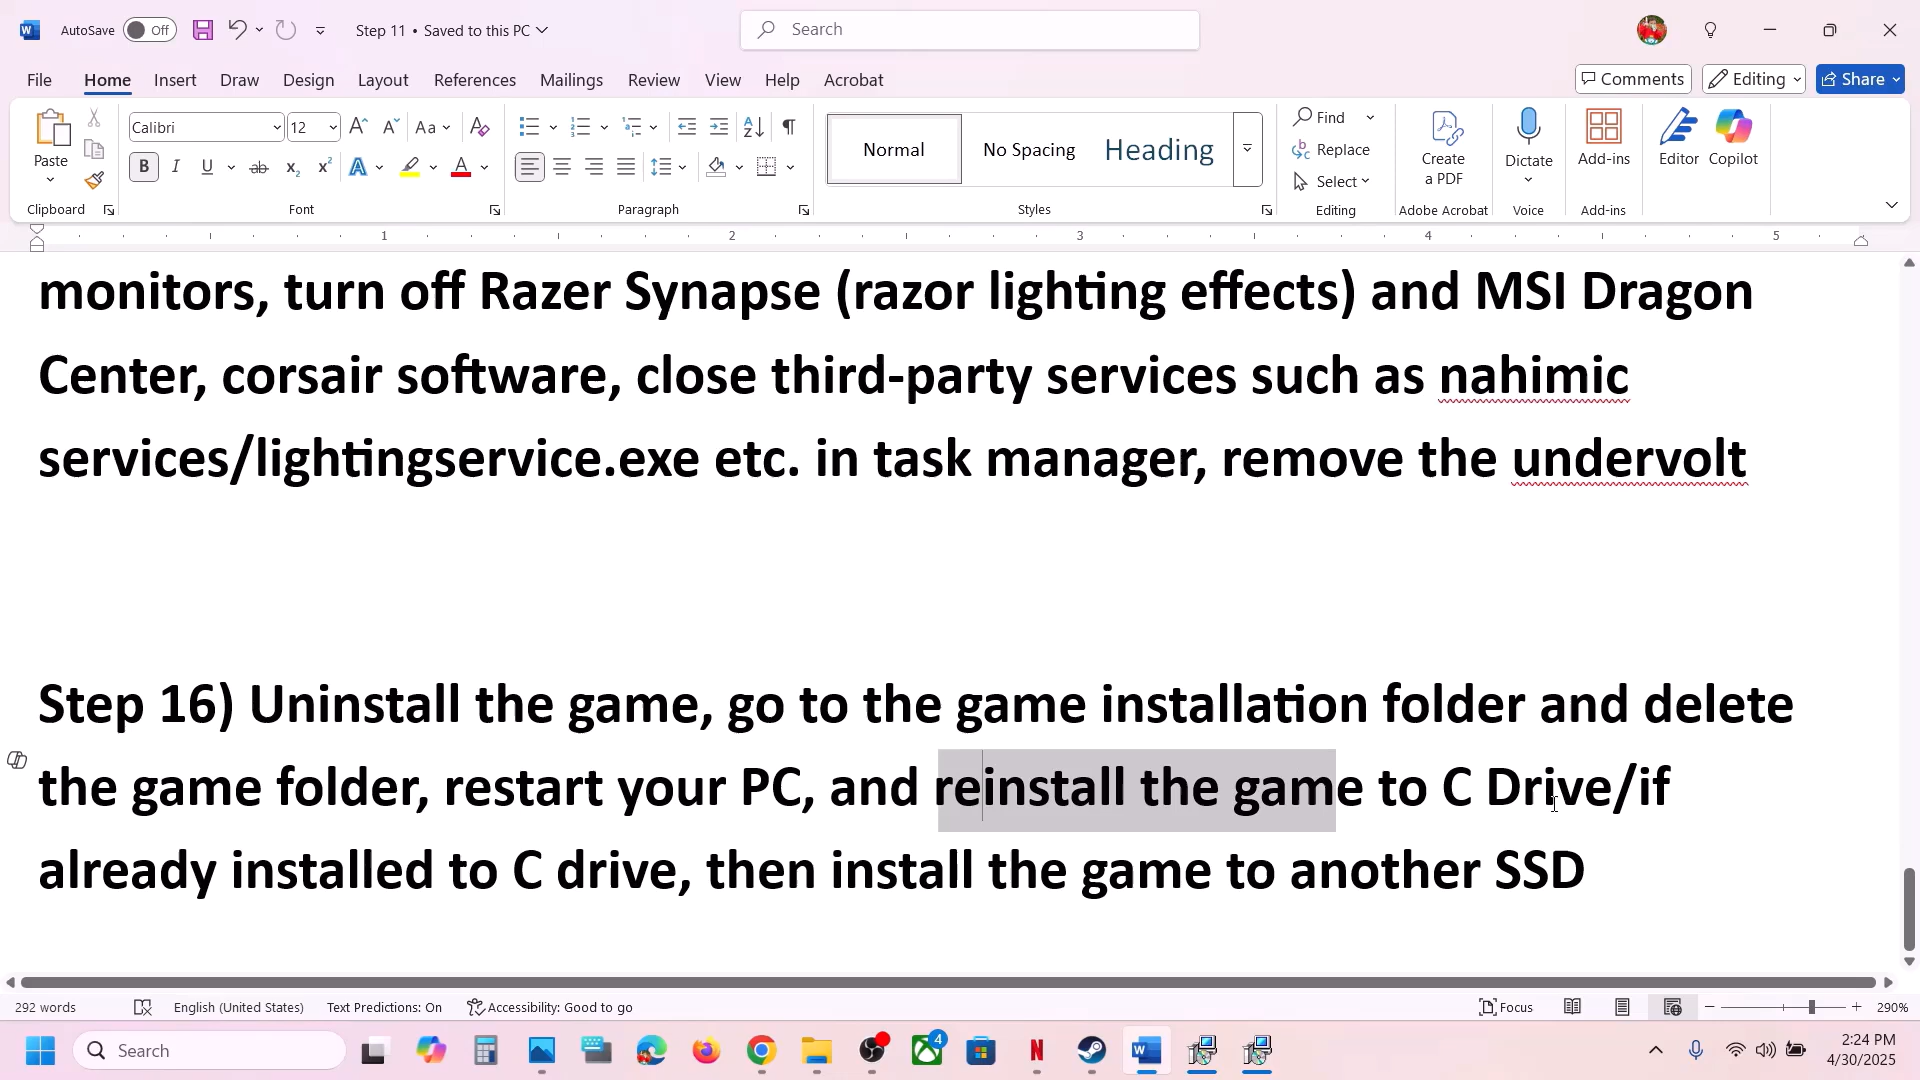 AutoSave Off Step 11 • Saved to this PC Search
File Home Insert Draw Design Layout References Mailings Review View Help Acrobat Comments Editing Share
Paste
Clipboard
Calibri 12
Font
Paragraph
Normal No Spacing Heading
Styles
Find
Replace
Select
Editing
Create a PDF
Adobe Acrobat
Dictate
Voice
Add-ins
Add-ins
Editor
Copilot
1 2 3 4 5
monitors, turn off Razer Synapse (razor lighting effects) and MSI Dragon
Center, corsair software, close third-party services such as nahimic
services/lightingservice.exe etc. in task manager, remove the undervolt
Step 16) Uninstall the game, go to the game installation folder and delete
the game folder, restart your PC, and reinstall the game to C Drive/if
already installed to C drive, then install the game to another SSD
292 words English (United States) Text Predictions: On Accessibility: Good to go Focus 290%
Search 4 2:24 PM
4/30/2025